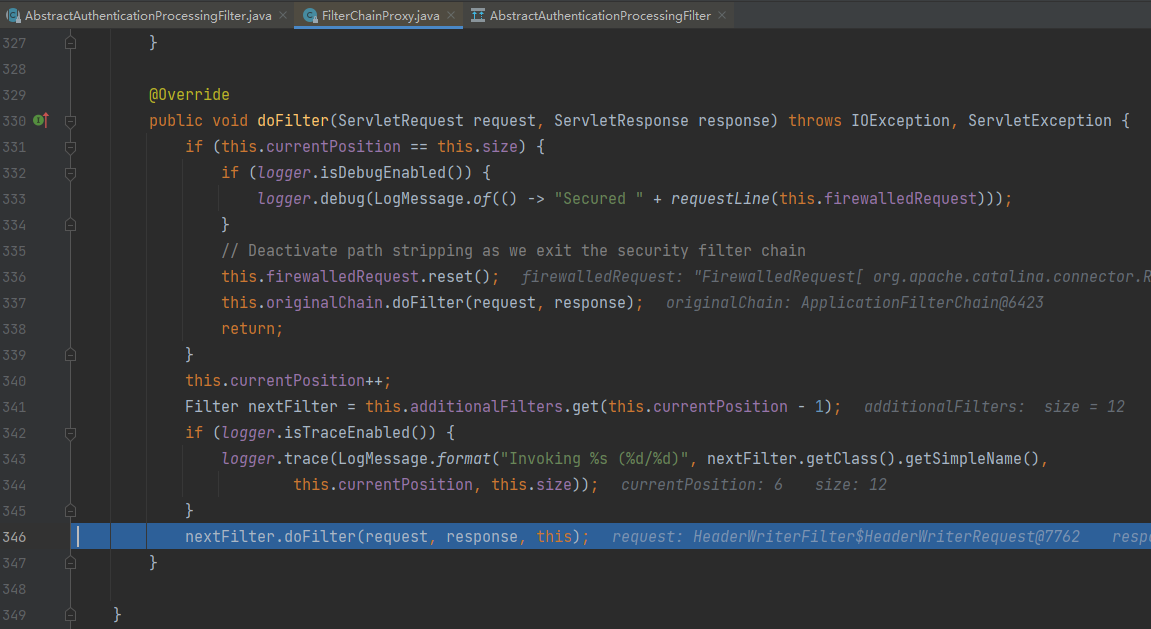 AbstractAuthenticationProcessingFilter.java × FilterChainProxy.java × AbstractAuthenticationProcessingFilter ×
327 }
328
329 @Override
330 public void doFilter(ServletRequest request, ServletResponse response) throws IOException, ServletException {
331 if (this.currentPosition == this.size) {
332 if (logger.isDebugEnabled()) {
333 logger.debug(LogMessage.of(() -> "Secured " + requestLine(this.firewalledRequest)));
334 }
335 // Deactivate path stripping as we exit the security filter chain
336 this.firewalledRequest.reset(); firewalledRequest: "FirewalledRequest[ org.apache.catalina.connector.R
337 this.originalChain.doFilter(request, response); originalChain: ApplicationFilterChain@6423
338 return;
339 }
340 this.currentPosition++;
341 Filter nextFilter = this.additionalFilters.get(this.currentPosition - 1); additionalFilters: size = 12
342 if (logger.isTraceEnabled()) {
343 logger.trace(LogMessage.format("Invoking %s (%d/%d)", nextFilter.getClass().getSimpleName(),
344 this.currentPosition, this.size)); currentPosition: 6 size: 12
345 }
346 nextFilter.doFilter(request, response, this); request: HeaderWriterFilter$HeaderWriterRequest@7762 resp
347 }
348
349 }